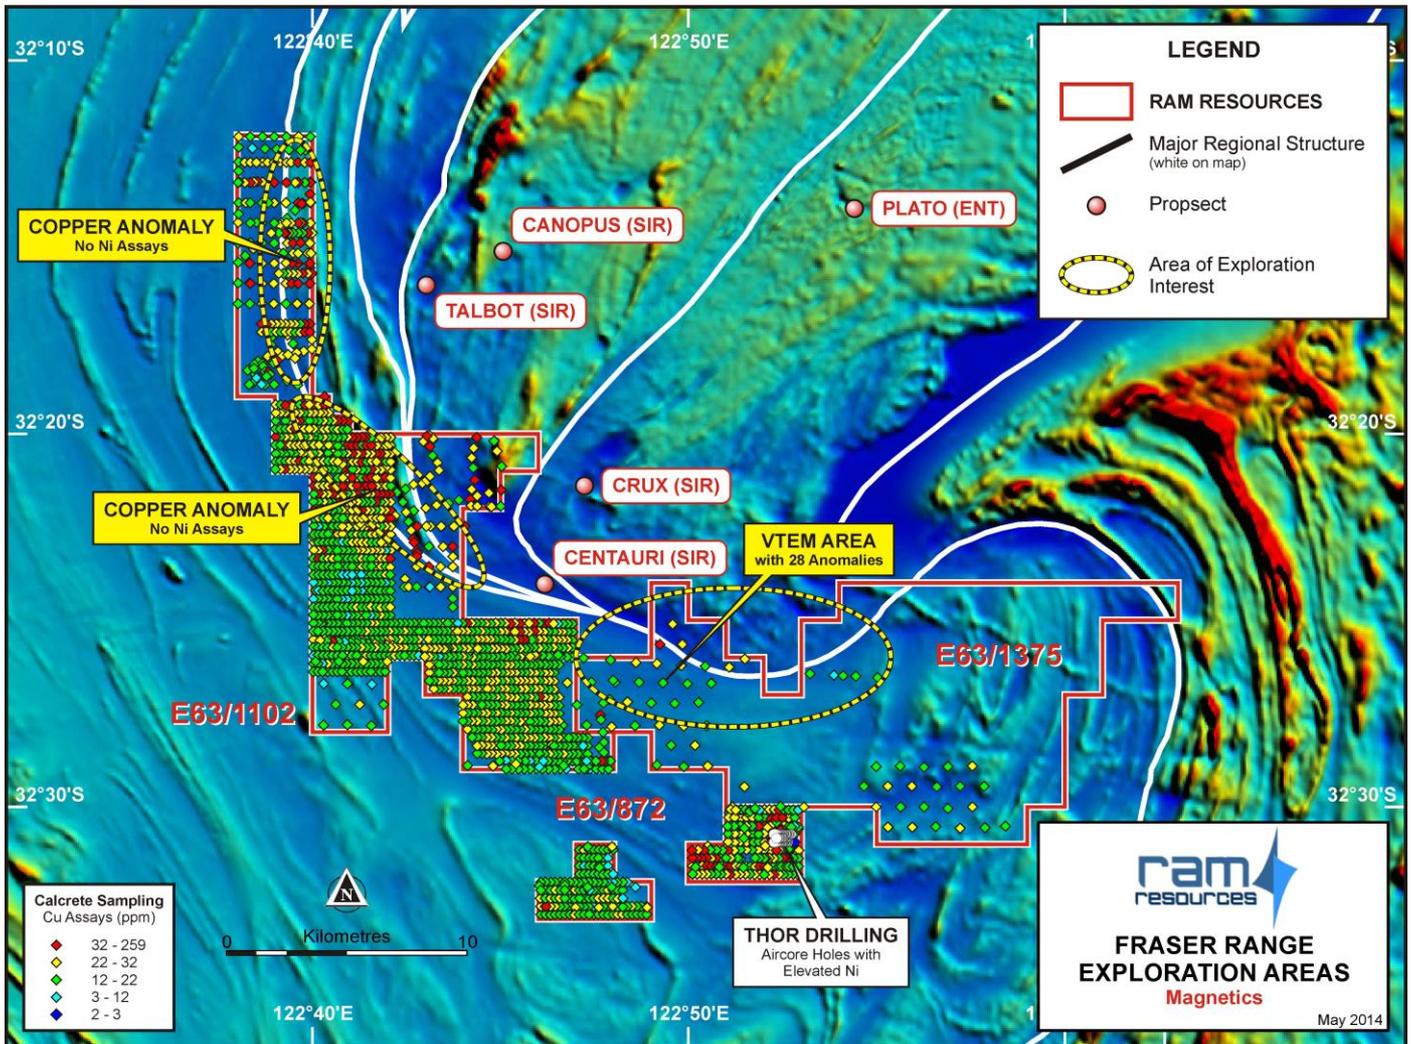 32°10'S
122°40'E
122°50'E
1
S
LEGEND
RAM RESOURCES
Major Regional Structure
(white on map)
Propsect
Area of Exploration
Interest
COPPER ANOMALY
No Ni Assays
CANOPUS (SIR)
PLATO (ENT)
TALBOT (SIR)
32°20'S
32°20'S
CRUX (SIR)
COPPER ANOMALY
No Ni Assays
VTEM AREA
with 28 Anomalies
CENTAURI (SIR)
E63/1375
E63/1102
32°30'S
32°30'S
E63/872
N
Kilometres
0
10
THOR DRILLING
Aircore Holes with
Elevated Ni
Calcrete Sampling
Cu Assays (ppm)
32 - 259
22 - 32
12 - 22
3 - 12
2 - 3
ram
resources
FRASER RANGE
EXPLORATION AREAS
Magnetics
May 2014
122°40'E
122°50'E
1